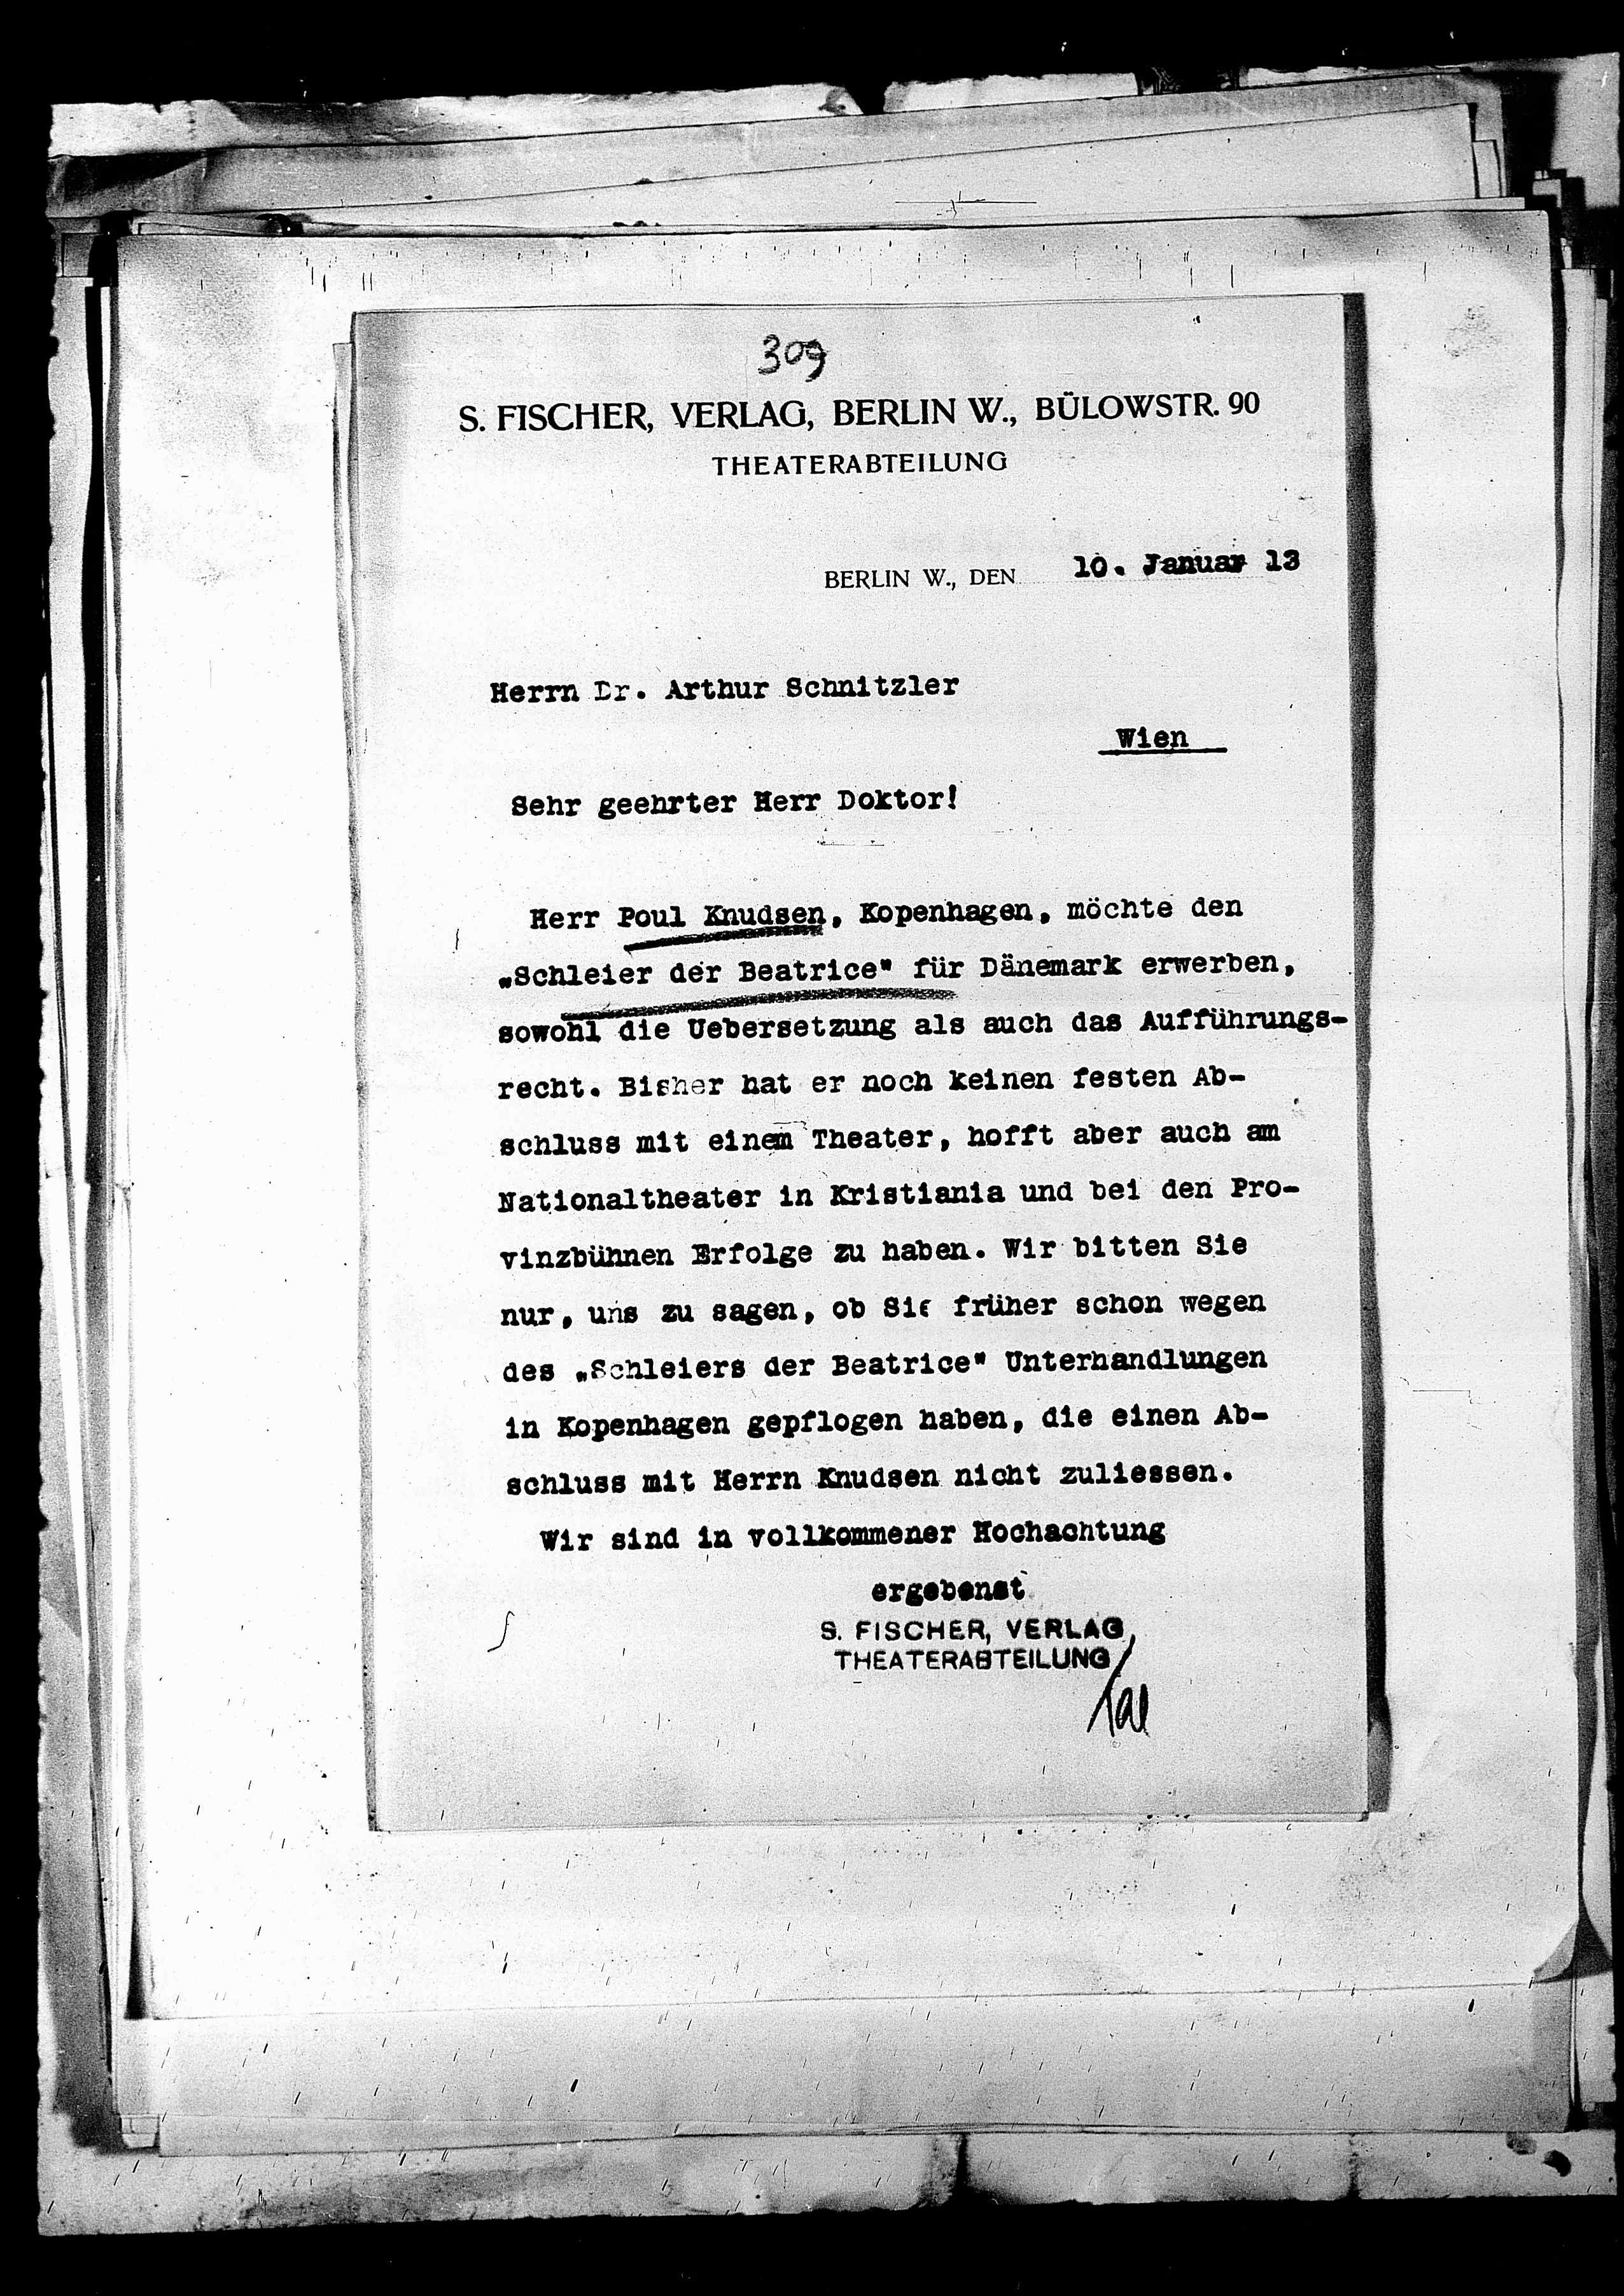 309
S. FISCHER, VERLAG, BERLIN W., BÜLOWSTR. 90
THEATERABTEILUNG
BERLIN W., DEN 10. Januar 13
Herrn Dr. Arthur Schnitzler
Wien
Sehr geehrter Herr Doktor!
Herr Poul Knudsen, Kopenhagen, möchte den
„Schleier der Beatrice" für Dänemark erwerben,
sowohl die Uebersetzung als auch das Aufführungs-
recht. Bisher hat er noch keinen festen Ab-
schluss mit einem Theater, hofft aber auch am
Nationaltheater in Kristiania und bei den Pro-
vinzbühnen Erfolge zu haben. Wir bitten Sie
nur, uns zu sagen, ob Sie früher schon wegen
des „Schleiers der Beatrice" Unterhandlungen
in Kopenhagen gepflogen haben, die einen Ab-
schluss mit Herrn Knudsen nicht zuliessen.
Wir sind in vollkommener Hochachtung
ergebenst
S. FISCHER, VERLAG
THEATERABTEILUNG